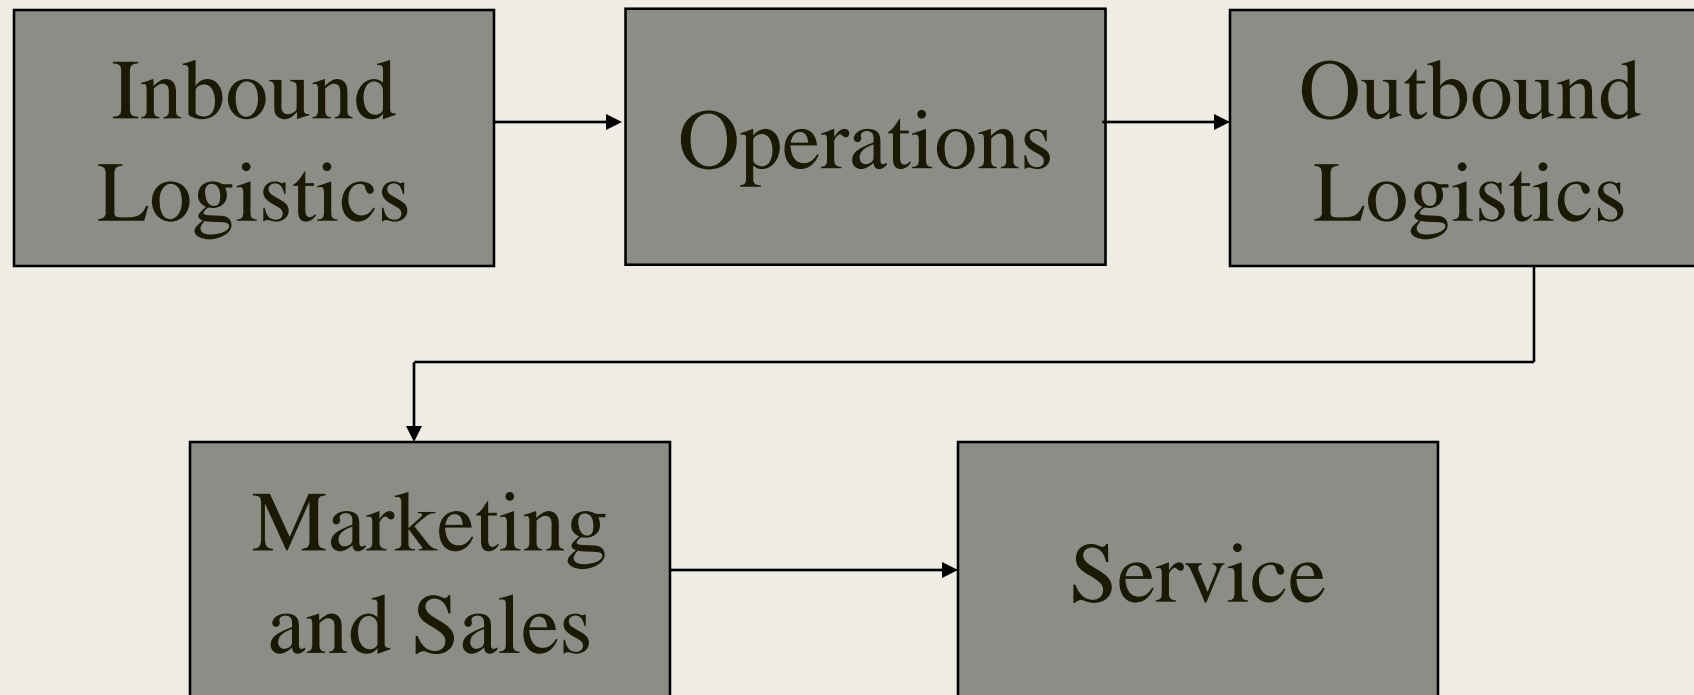 Inbound
Logistics
Operations
Outbound
Logistics
Marketing
and Sales
Service